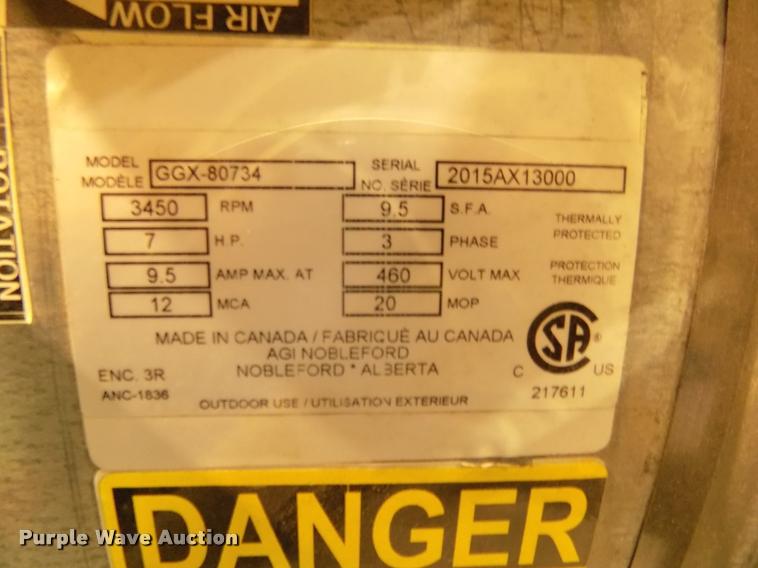 AIR FLOW
ROTATION
MODEL GGX-80734 SERIAL 2015AX13000
MODÈLE NO. SÉRIE
3450 RPM 9.5 S.F.A. THERMALLY
7 H.P. 3 PHASE PROTECTED
9.5 AMP MAX. AT 460 VOLT MAX PROTECTION
THERMIQUE
12 MCA 20 MOP
MADE IN CANADA / FABRIQUÉ AU CANADA
AGI NOBLEFORD
NOBLEFORD * ALBERTA
ENC. 3R
ANC-1836
OUTDOOR USE / UTILISATION EXTERIEUR
C SA ® US
217611
DANGER
Purple Wave Auction